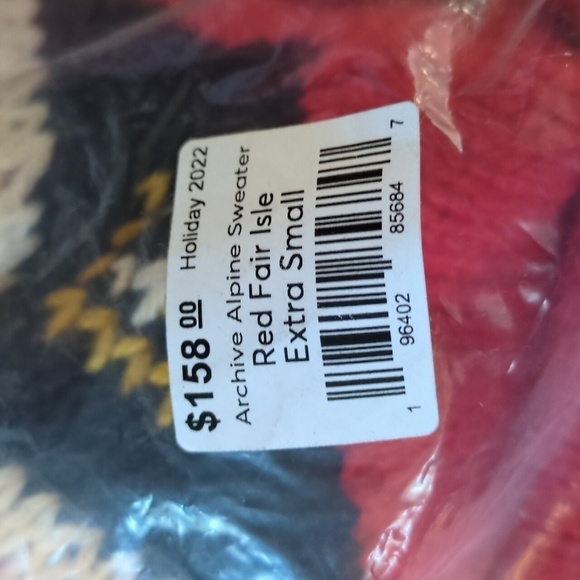 $158 00 Holiday 2022
Archive Alpine Sweater
Red Fair Isle
Extra Small
1 96402 85684 7